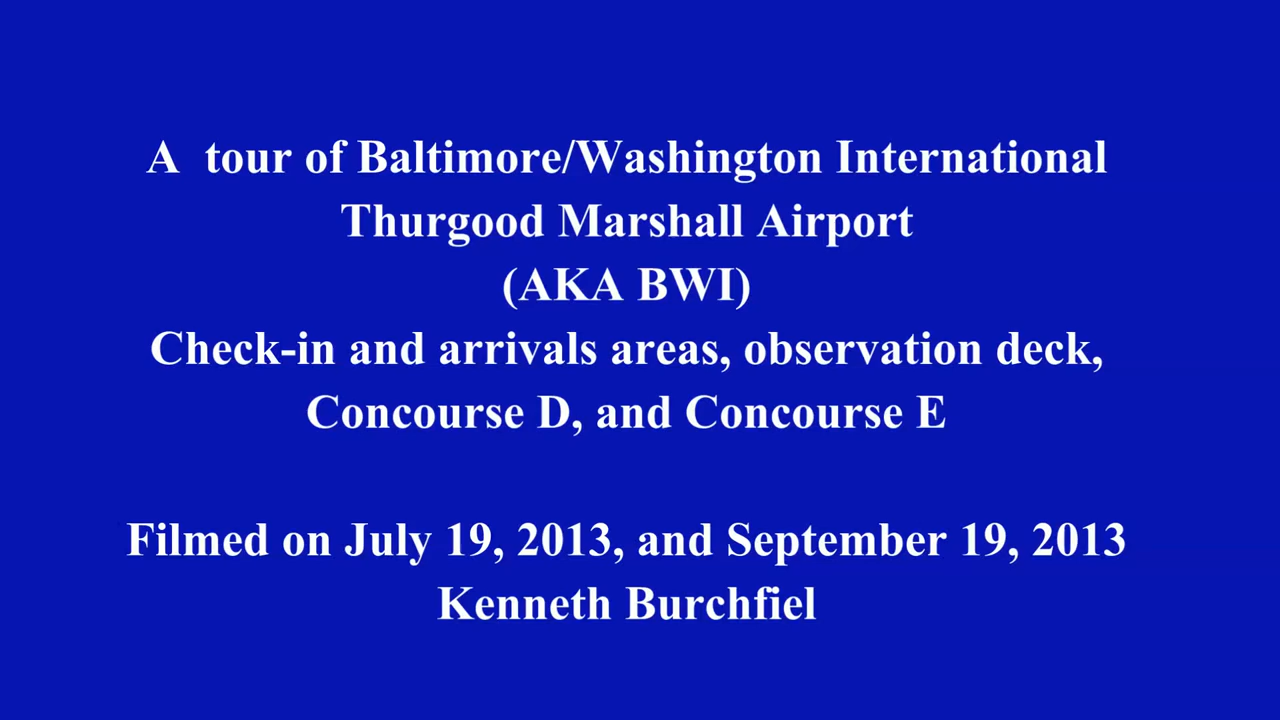 A  tour of Baltimore/Washington International
Thurgood Marshall Airport
(AKA BWI)
Check-in and arrivals areas, observation deck,
Concourse D, and Concourse E
Filmed on July 19, 2013, and September 19, 2013
Kenneth Burchfiel